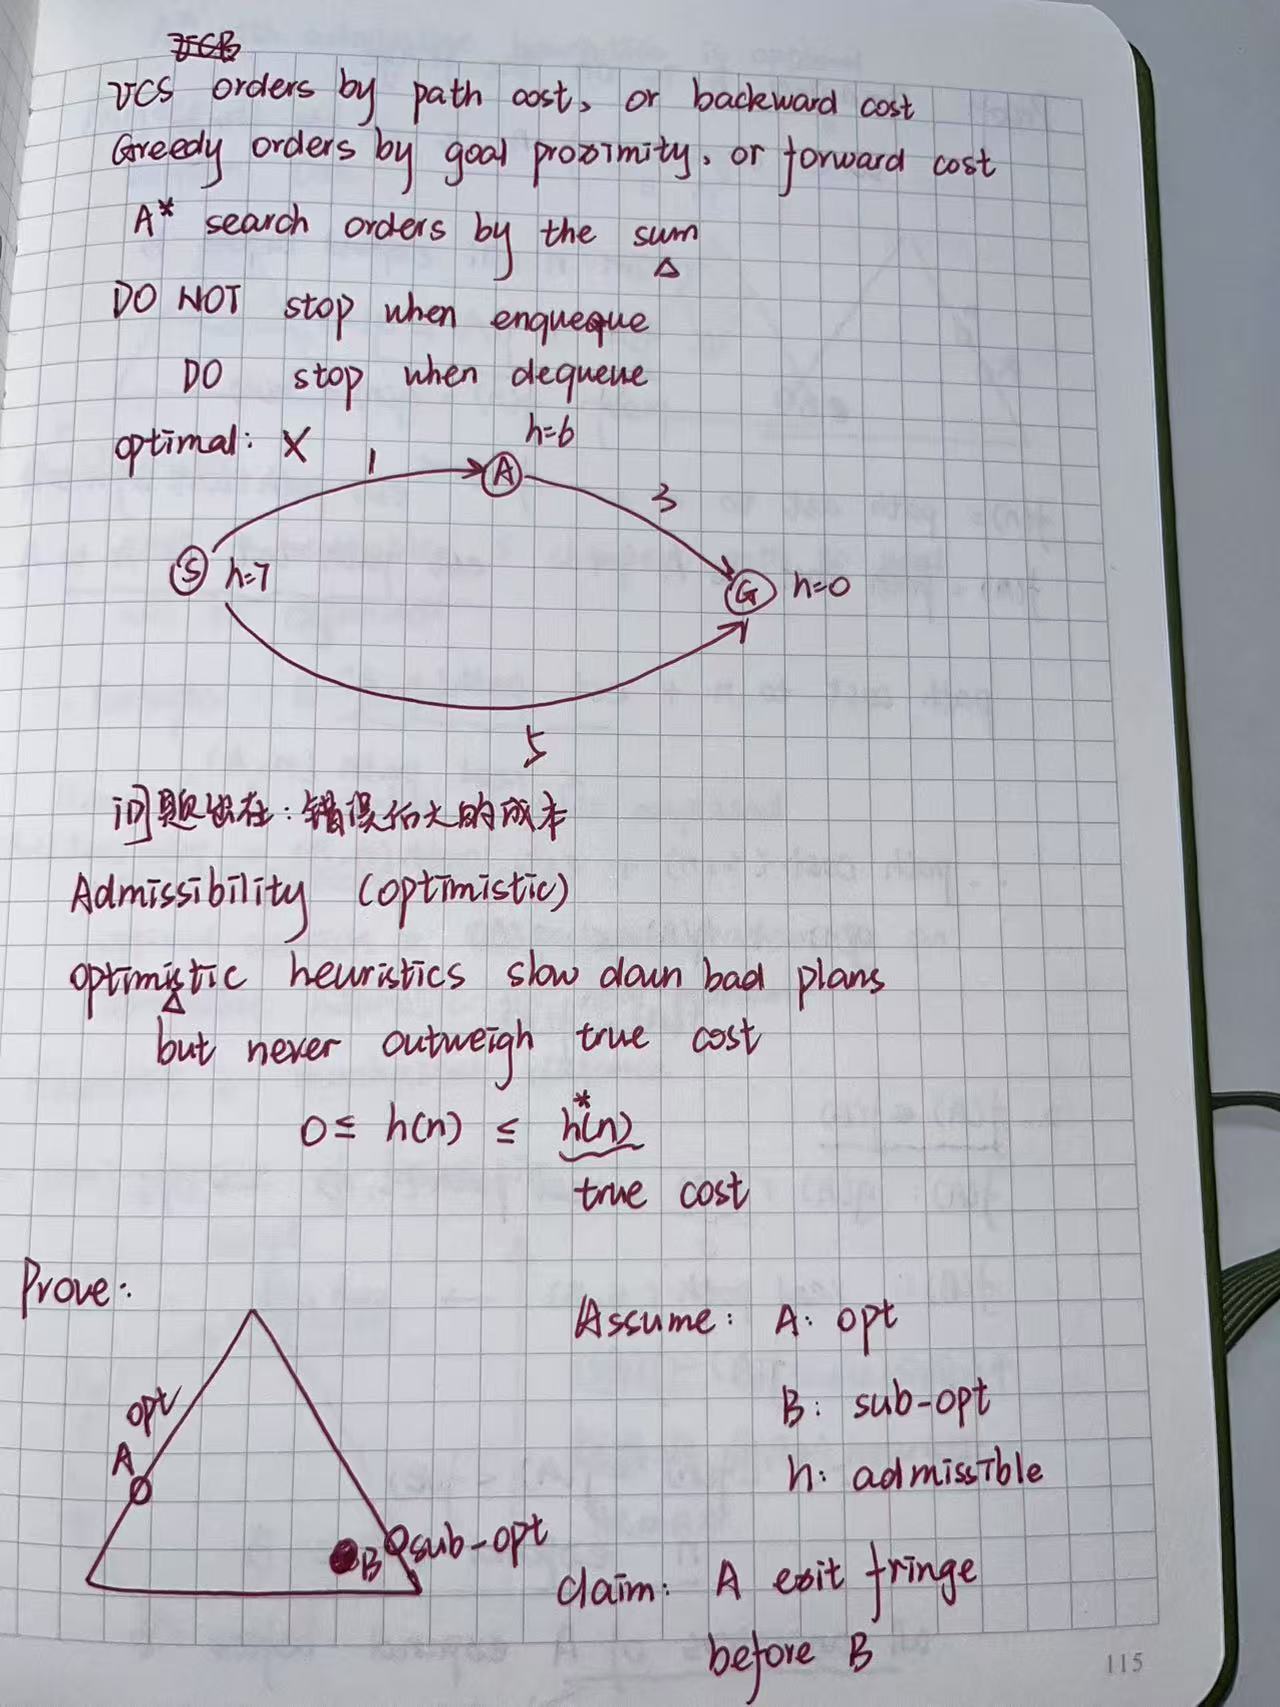 UCS orders by path cost, or backward cost
Greedy orders by goal proximity, or forward cost
A* search orders by the sum
DO NOT stop when enqueque
DO stop when dequeue
optimal: X
h=6
1
A
3
S h=7
G h=0
5
问题出在:错误估大的成本
Admissibility (optimistic)
optimistic heuristics slow down bad plans
but never outweigh true cost
0 ≤ h(n) ≤ h*(n)
true cost
Prove:
Assume: A: opt
opt
B: sub-opt
A
h: admissible
B sub-opt
claim: A exit fringe
before B
115